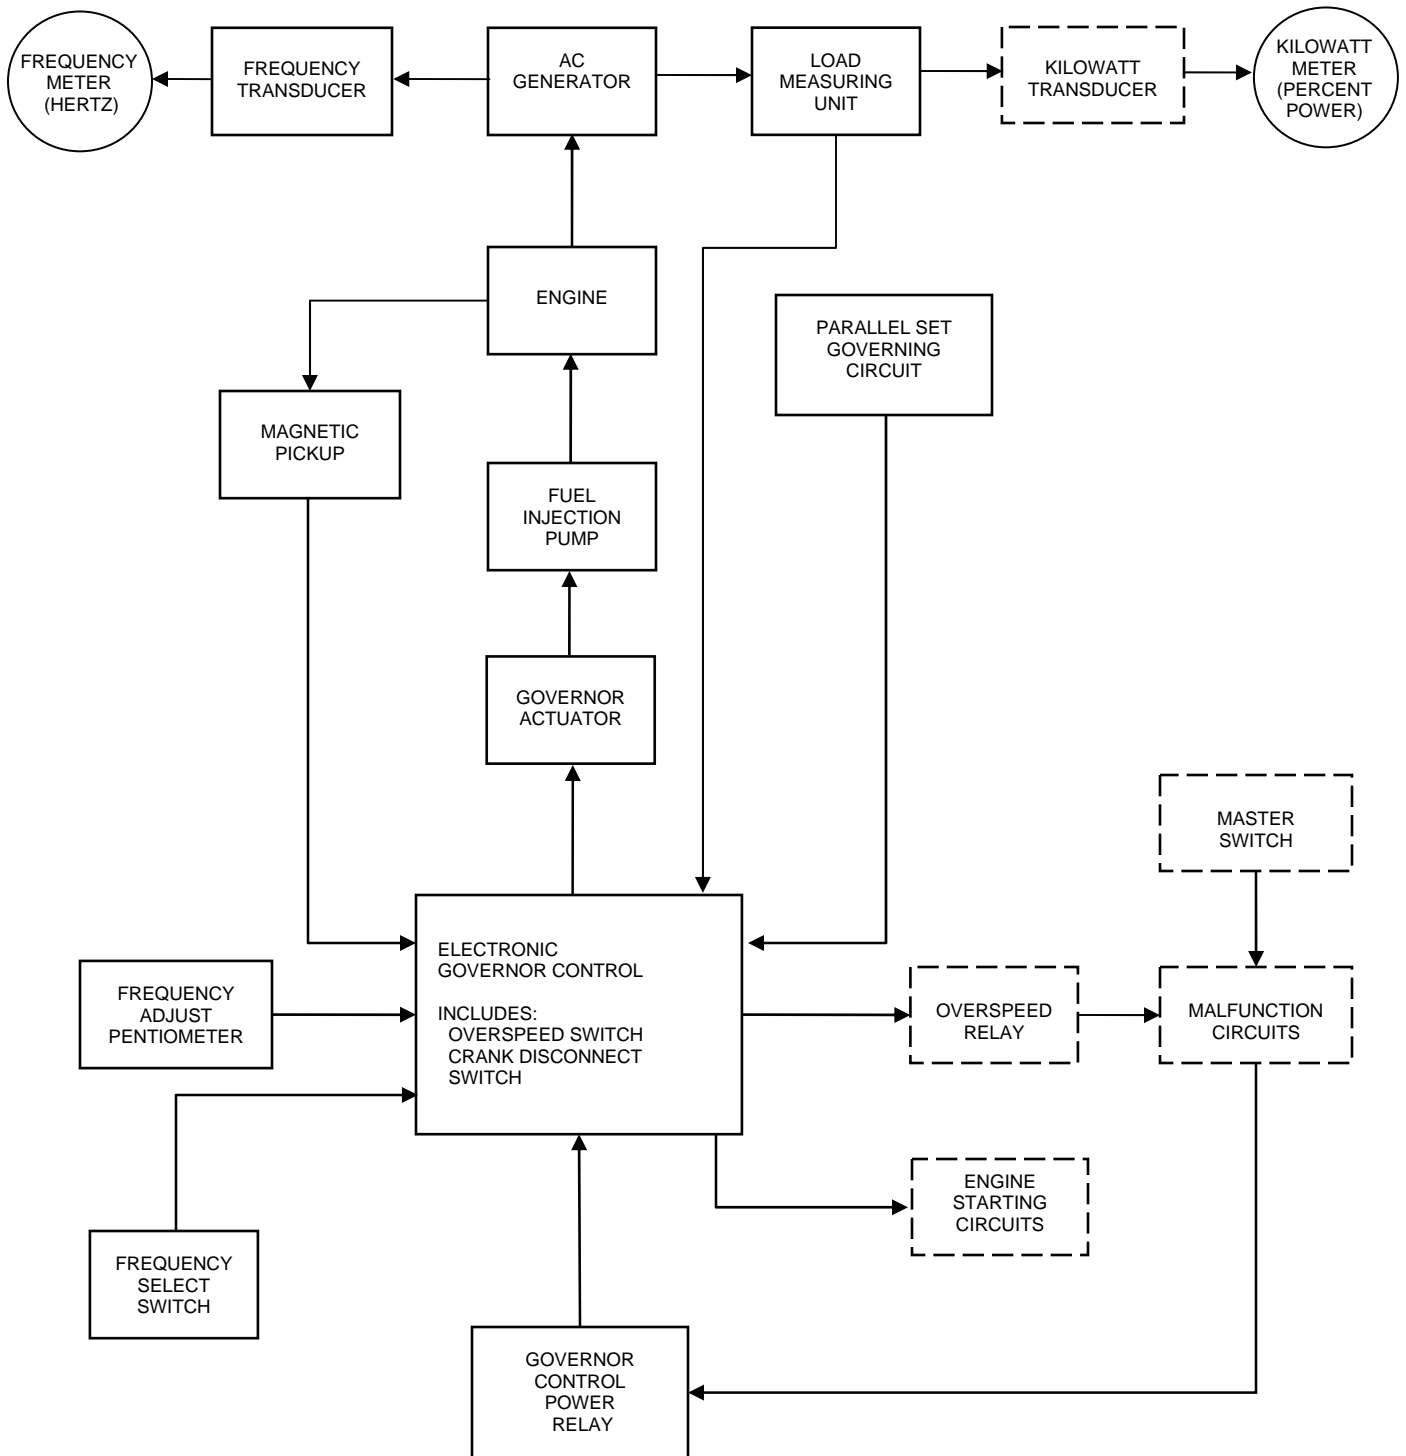 FREQUENCY
METER
(HERTZ)
FREQUENCY
TRANSDUCER
AC
GENERATOR
LOAD
MEASURING
UNIT
KILOWATT
TRANSDUCER
KILOWATT
METER
(PERCENT
POWER)
ENGINE
PARALLEL SET
GOVERNING
CIRCUIT
MAGNETIC
PICKUP
FUEL
INJECTION
PUMP
GOVERNOR
ACTUATOR
MASTER
SWITCH
ELECTRONIC
GOVERNOR CONTROL
INCLUDES:
OVERSPEED SWITCH
CRANK DISCONNECT
SWITCH
FREQUENCY
ADJUST
PENTIOMETER
OVERSPEED
RELAY
MALFUNCTION
CIRCUITS
ENGINE
STARTING
CIRCUITS
FREQUENCY
SELECT
SWITCH
GOVERNOR
CONTROL
POWER
RELAY